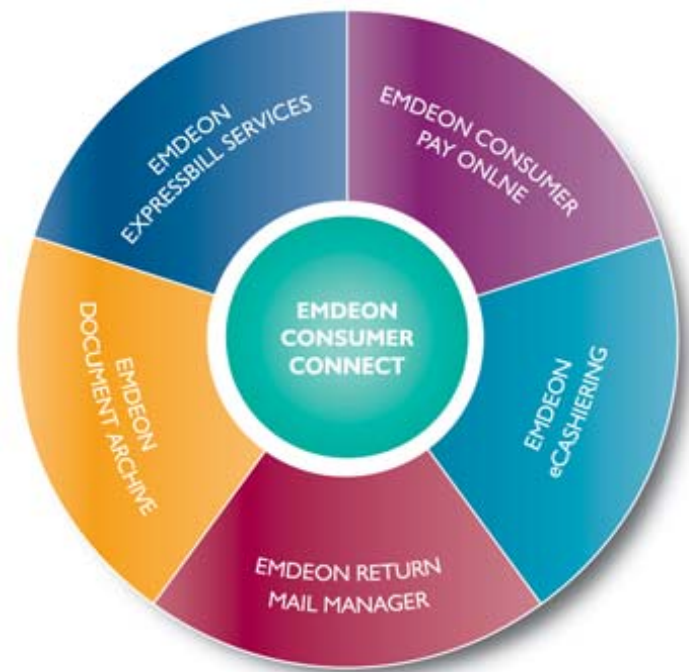 EMDEON
EXPRESSBILL SERVICES
EMDEON CONSUMER
PAY ONLNE
EMDEON
CONSUMER
CONNECT
EMDEON
DOCUMENT ARCHIVE
EMDEON
eCASHIERING
EMDEON RETURN
MAIL MANAGER